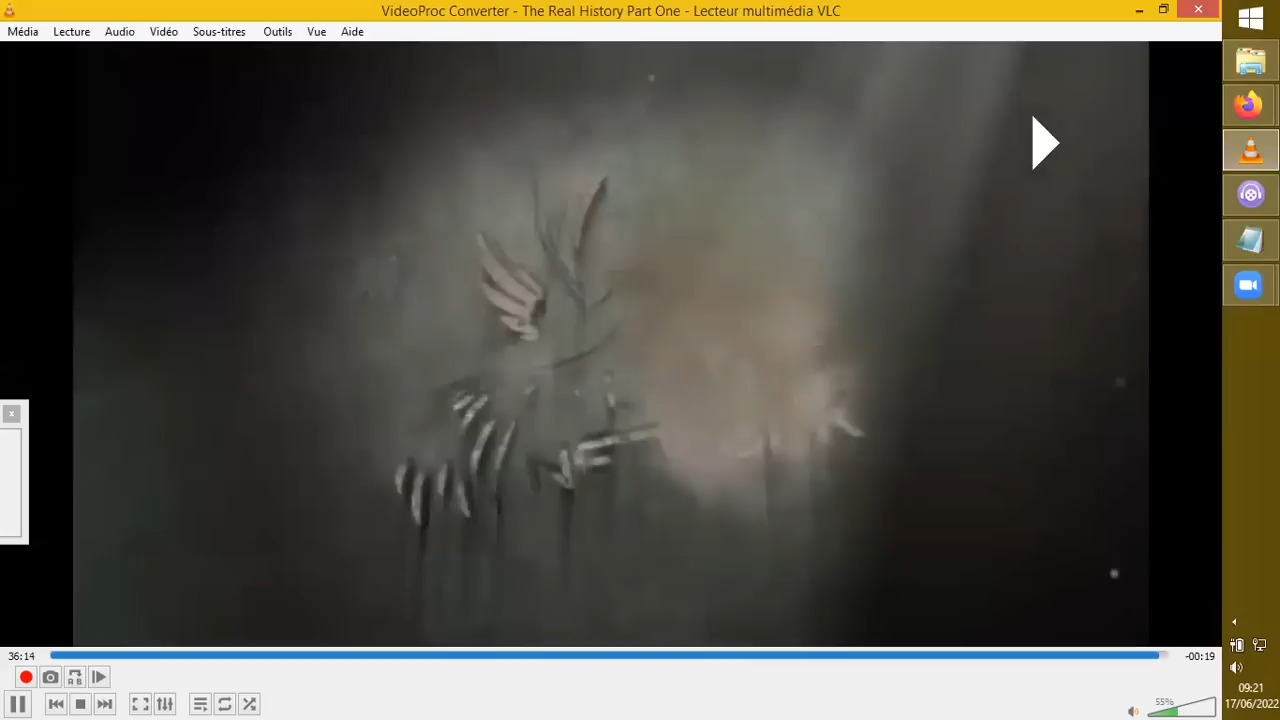 VideoProc Converter - The Real History Part One - Lecteur multimédia VLC
Média Lecture Audio Vidéo Sous-titres Outils Vue Aide
x
36:14
-00:19
A B
55%
09:21
17/06/2022